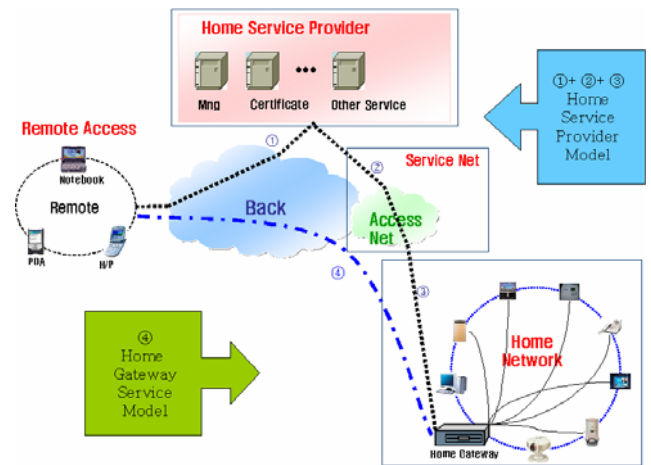 Home Service Provider
•••
Mng Certificate Other Service
①+ ②+ ③
Home
Service
Provider
Model
Remote Access
Notebook
Remote
PDA
H/P
①
②
Service Net
Back
Access
Net
④
③
④
Home
Gateway
Service
Model
Home
Network
Home Gateway